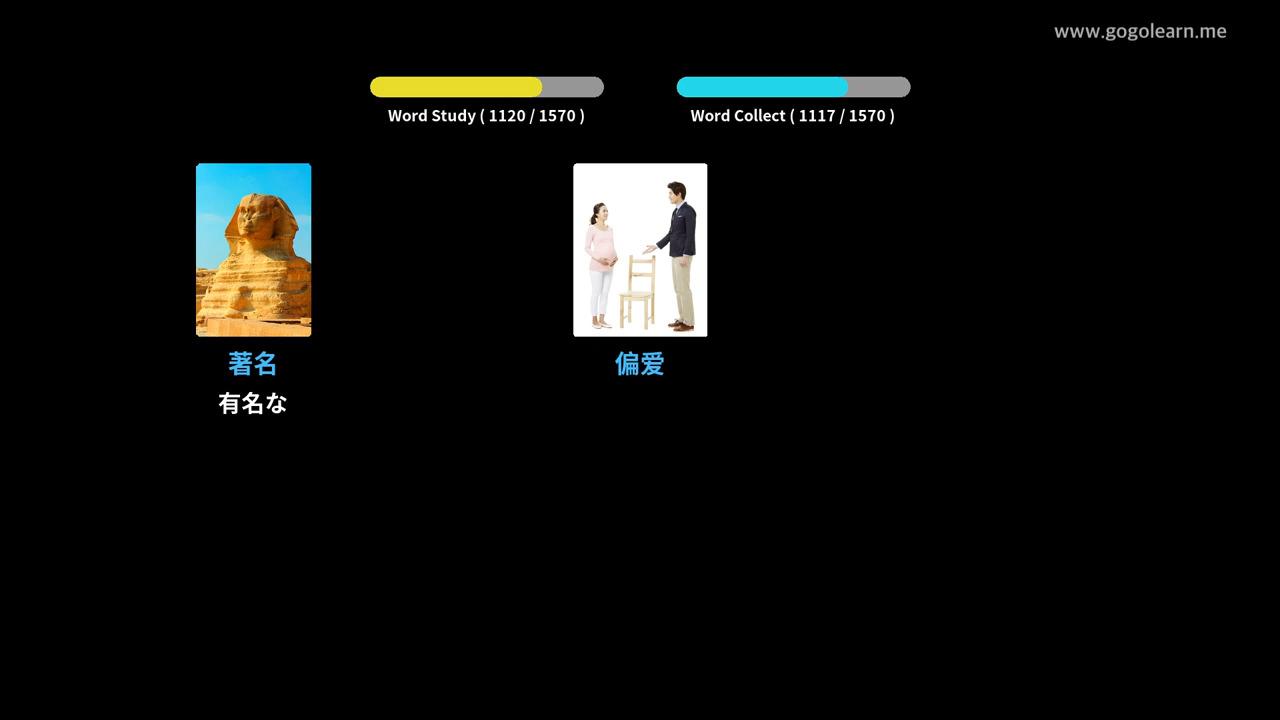 www.gogolearn.me
Word Study ( 1120 / 1570 )
Word Collect ( 1117 / 1570 )
著名
有名な
偏爱